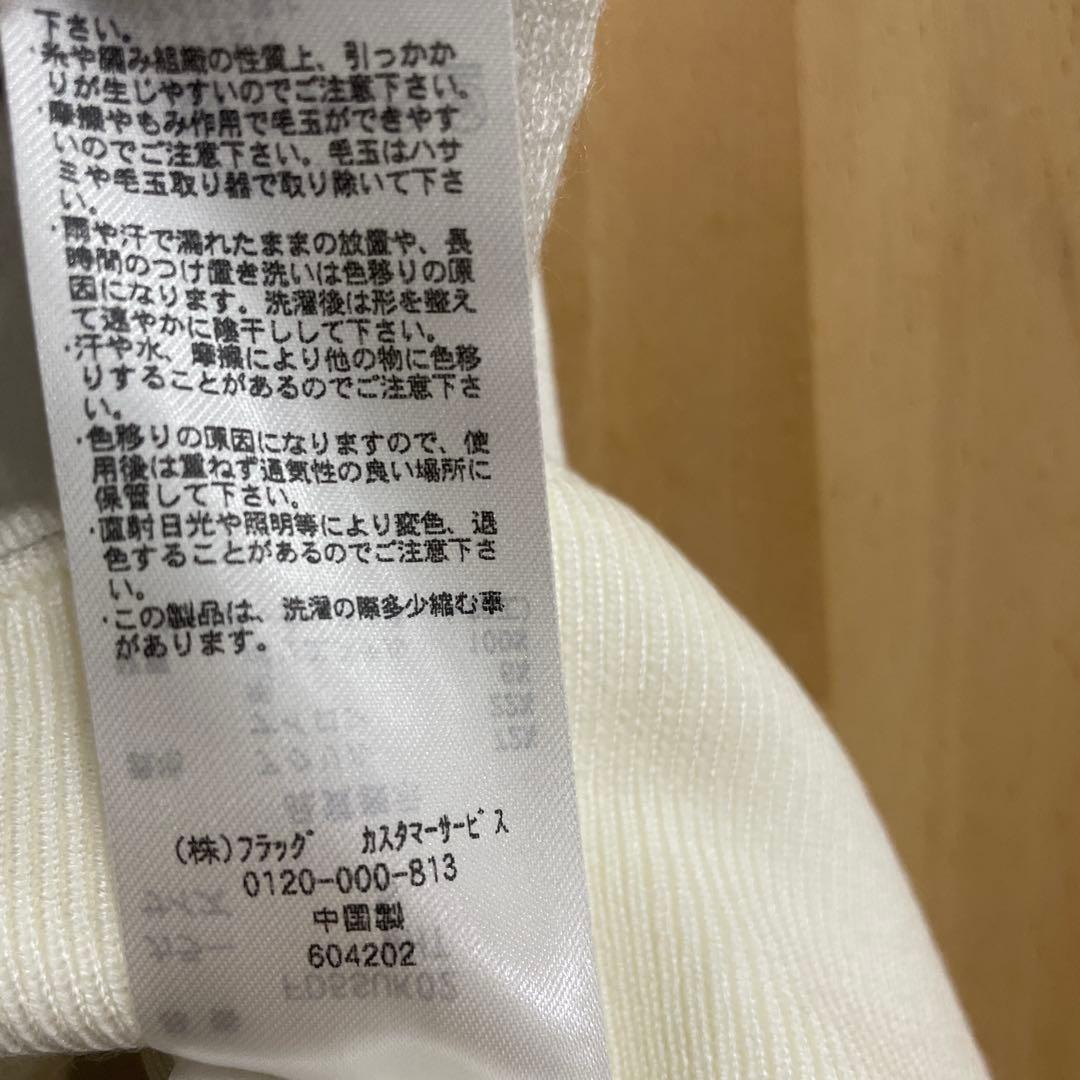 下さい。
・糸や編み組織の性質上、引っかか
りが生じやすいのでご注意下さい。
・摩擦やもみ作用で毛玉ができやす
いのでご注意下さい。毛玉はハサ
ミや毛玉取り器で取り除いて下さ
い。
・雨や汗で濡れたままの放置や、長
時間のつけ置き洗いは色移りの原
因になります。洗濯後は形を整え
て速やかに陰干しして下さい。
・汗や水、摩擦により他の物に色移
りすることがあるのでご注意下さ
い。
・色移りの原因になりますので、使
用後は重ねず通気性の良い場所に
保管して下さい。
・直射日光や照明等により変色、退
色することがあるのでご注意下さ
い。
・この製品は、洗濯の際多少縮む事
があります。
(株)フラッグ カスタマーサービス
0120-000-813
中国製
604202